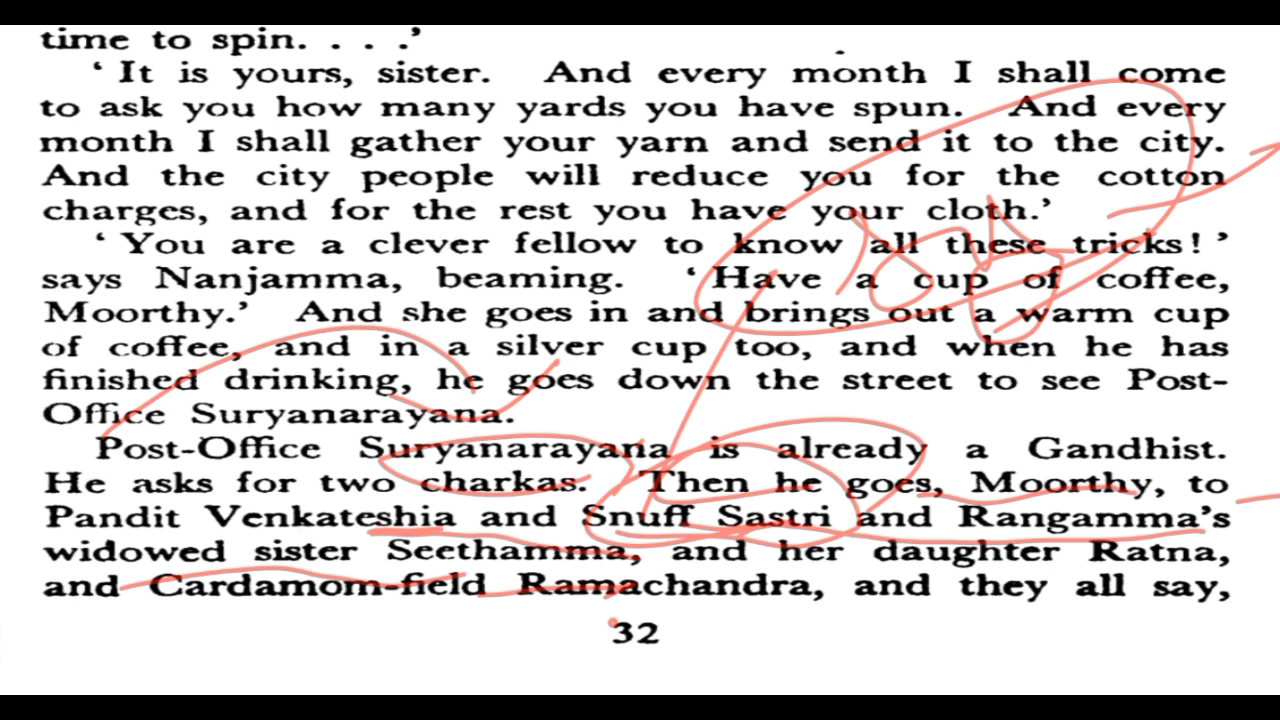 time to spin. . . .’
‘ It is yours, sister. And every month I shall come
to ask you how many yards you have spun. And every
month I shall gather your yarn and send it to the city.
And the city people will reduce you for the cotton
charges, and for the rest you have your cloth.’
‘ You are a clever fellow to know all these tricks! ’
says Nanjamma, beaming. ‘ Have a cup of coffee,
Moorthy.’ And she goes in and brings out a warm cup
of coffee, and in a silver cup too, and when he has
finished drinking, he goes down the street to see Post-
Office Suryanarayana.
Post-Office Suryanarayana is already a Gandhist.
He asks for two charkas. Then he goes, Moorthy, to
Pandit Venkateshia and Snuff Sastri and Rangamma’s
widowed sister Seethamma, and her daughter Ratna,
and Cardamom-field Ramachandra, and they all say,
32